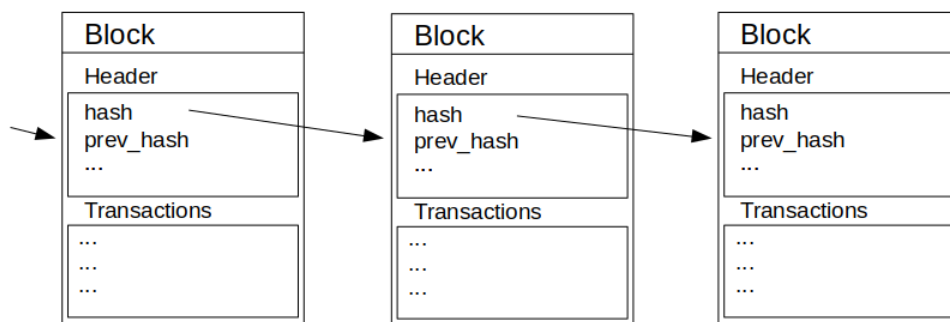 Block
Header
hash
prev_hash
...
Transactions
...
...
...
Block
Header
hash
prev_hash
...
Transactions
...
...
...
Block
Header
hash
prev_hash
...
Transactions
...
...
...